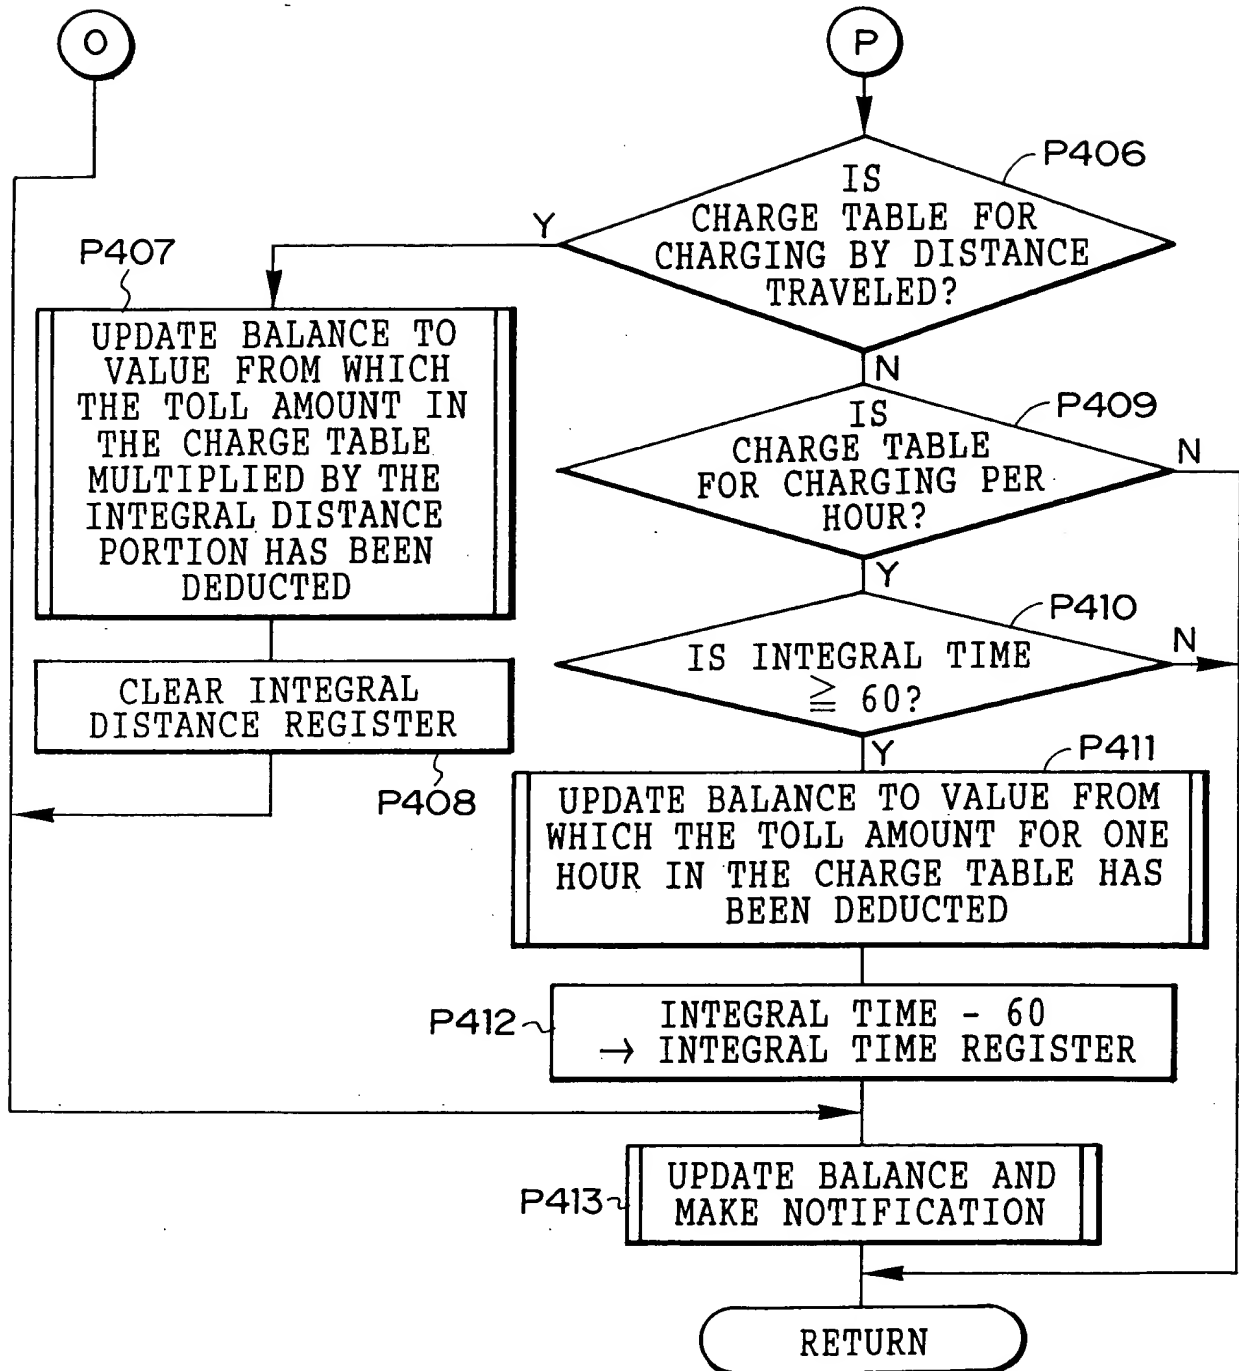 O
P
P406
IS
CHARGE TABLE FOR
CHARGING BY DISTANCE
TRAVELED?
Y
N
P407
UPDATE BALANCE TO
VALUE FROM WHICH
THE TOLL AMOUNT IN
THE CHARGE TABLE
MULTIPLIED BY THE
INTEGRAL DISTANCE
PORTION HAS BEEN
DEDUCTED
CLEAR INTEGRAL
DISTANCE REGISTER
P408
P409
IS
CHARGE TABLE
FOR CHARGING PER
HOUR?
N
Y
P410
IS INTEGRAL TIME
≧ 60?
N
Y
P411
UPDATE BALANCE TO VALUE FROM
WHICH THE TOLL AMOUNT FOR ONE
HOUR IN THE CHARGE TABLE HAS
BEEN DEDUCTED
P412
INTEGRAL TIME - 60
→ INTEGRAL TIME REGISTER
P413
UPDATE BALANCE AND
MAKE NOTIFICATION
RETURN